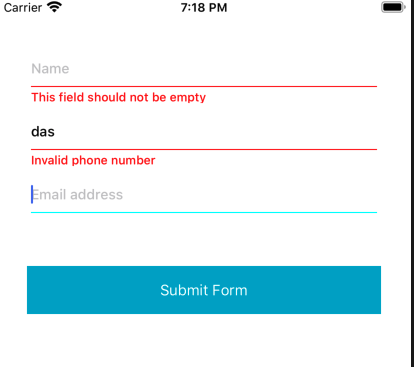 Carrier 7:18 PM
Name
This field should not be empty
das
Invalid phone number
Email address
Submit Form